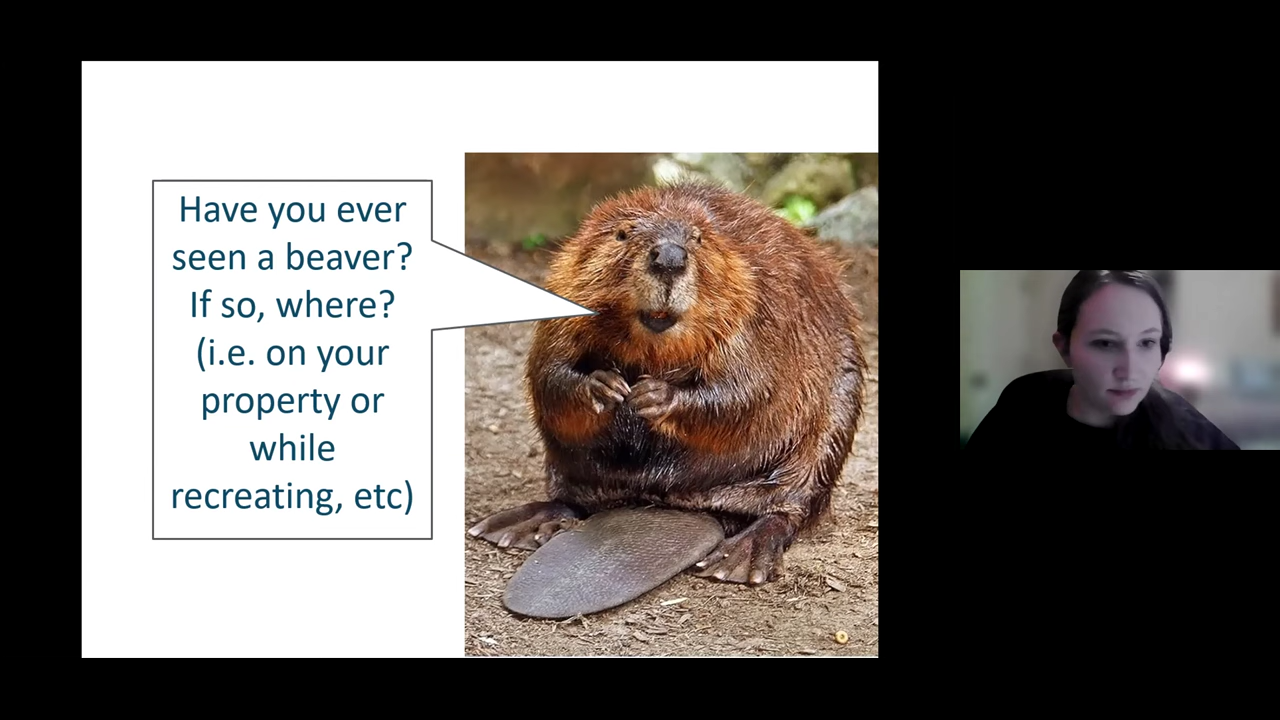 Have you ever
seen a beaver?
If so, where?
(i.e. on your
property or
while
recreating, etc)